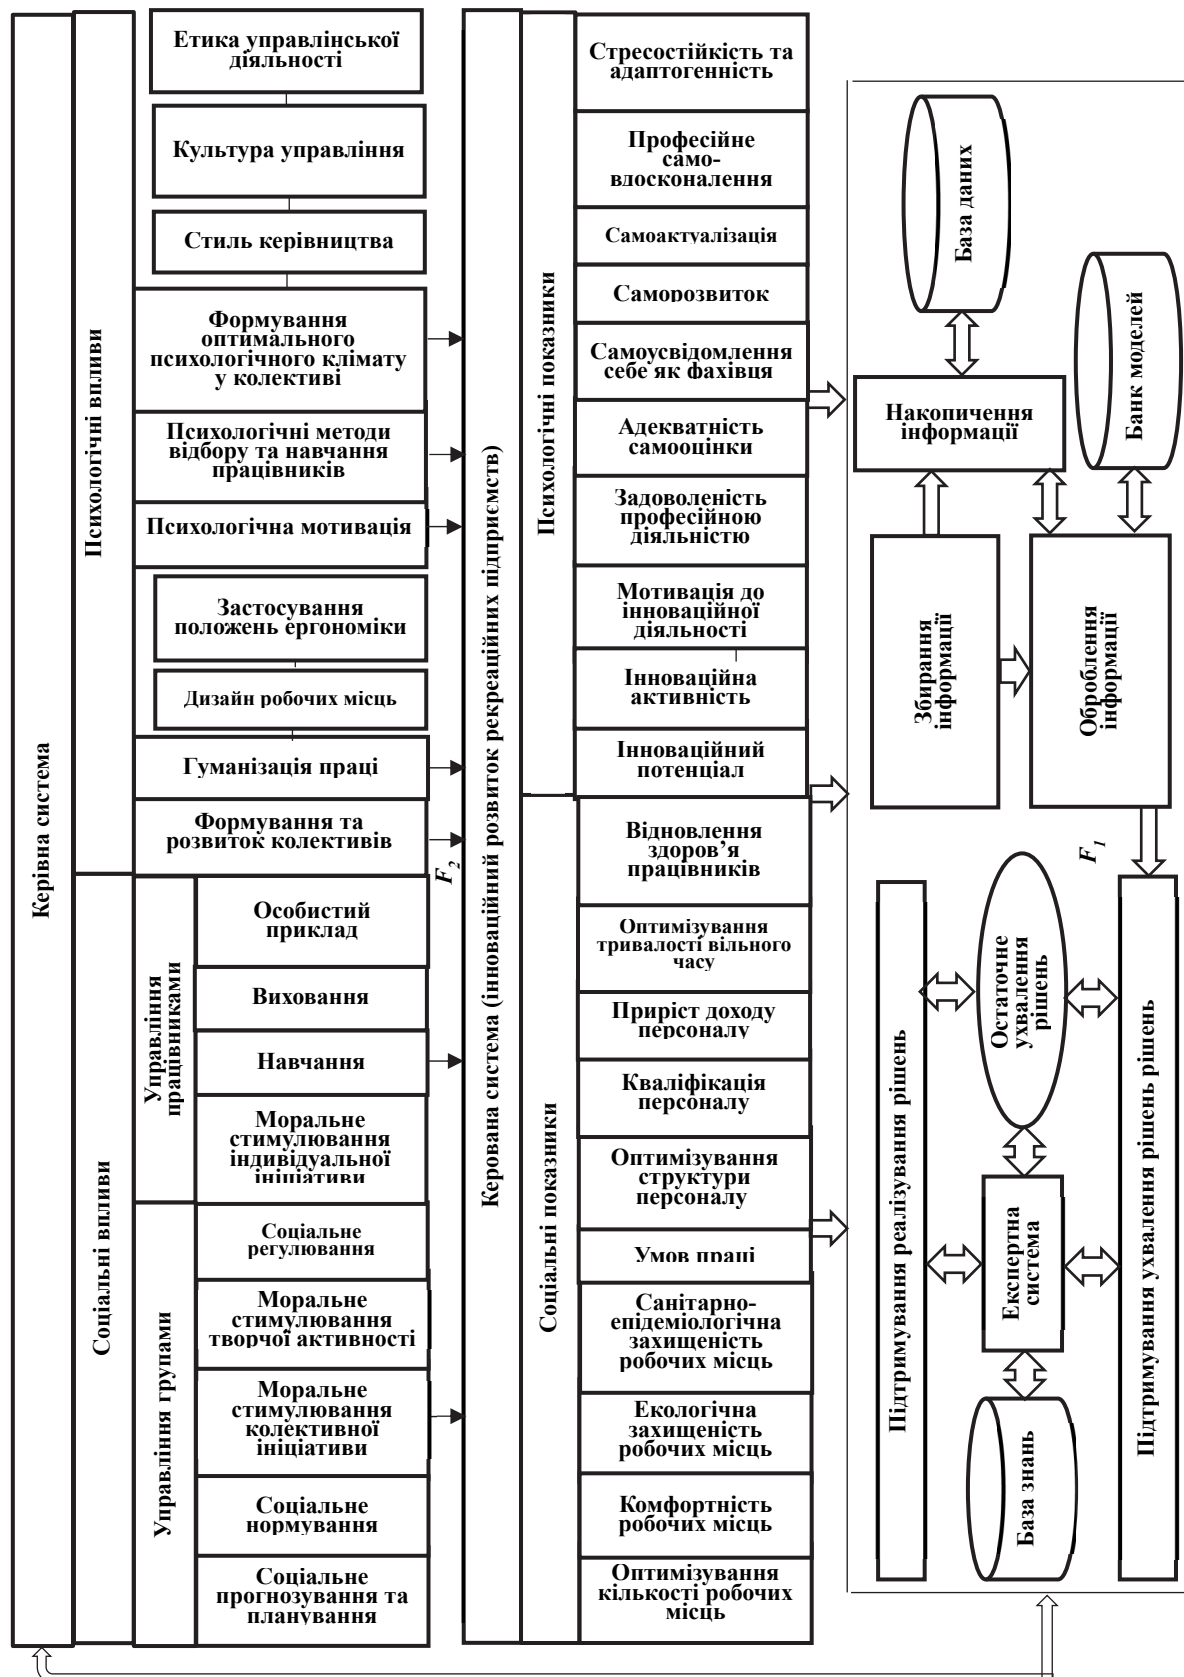 Керівна система
Психологічні впливи
Соціальні впливи
Етика управлінської
діяльності
Культура управління
Стиль керівництва
Формування
оптимального
психологічного клімату
у колективі
Психологічні методи
відбору та навчання
працівників
Психологічна мотивація
Застосування
положень ергономіки
Дизайн робочих місць
Гуманізація праці
Формування та
розвиток колективів
Управління
працівниками
Особистий
приклад
Виховання
Навчання
Моральне
стимулювання
індивідуальної
ініціативи
Управління групами
Соціальне
регулювання
Моральне
стимулювання
творчої активності
Моральне
стимулювання
колективної
ініціативи
Соціальне
нормування
Соціальне
прогнозування та
планування
F2
Керована система (інноваційний розвиток рекреаційних підприємств)
Психологічні показники
Соціальні показники
Стресостійкість та
адаптогенність
Професійне
само-
вдосконалення
Самоактуалізація
Саморозвиток
Самоусвідомлення
себе як фахівця
Адекватність
самооцінки
Задоволеність
професійною
діяльністю
Мотивація до
інноваційної
діяльності
Інноваційна
активність
Інноваційний
потенціал
Відновлення
здоров’я
працівників
Оптимізування
тривалості вільного
часу
Приріст доходу
персоналу
Кваліфікація
персоналу
Оптимізування
структури
персоналу
Умов праці
Санітарно-
епідеміологічна
захищеність
робочих місць
Екологічна
захищеність
робочих місць
Комфортність
робочих місць
Оптимізування
кількості робочих
місць
База даних
Банк моделей
Накопичення
інформації
Збирання
інформації
Оброблення
інформації
F1
Підтримування реалізування рішень
Остаточне
ухвалення
рішень
Експертна
система
База знань
Підтримування ухвалення рішень рішень